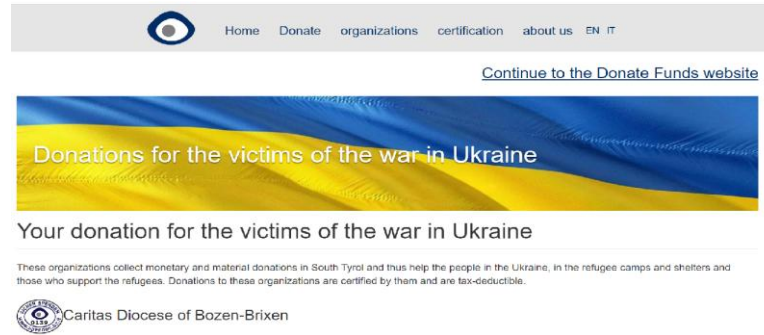 Home Donate organizations certification about us EN IT
Continue to the Donate Funds website
Donations for the victims of the war in Ukraine
Your donation for the victims of the war in Ukraine
These organizations collect monetary and material donations in South Tyrol and thus help the people in the Ukraine, in the refugee camps and shelters and
those who support the refugees. Donations to these organizations are certified by them and are tax-deductible.
Caritas Diocese of Bozen-Brixen